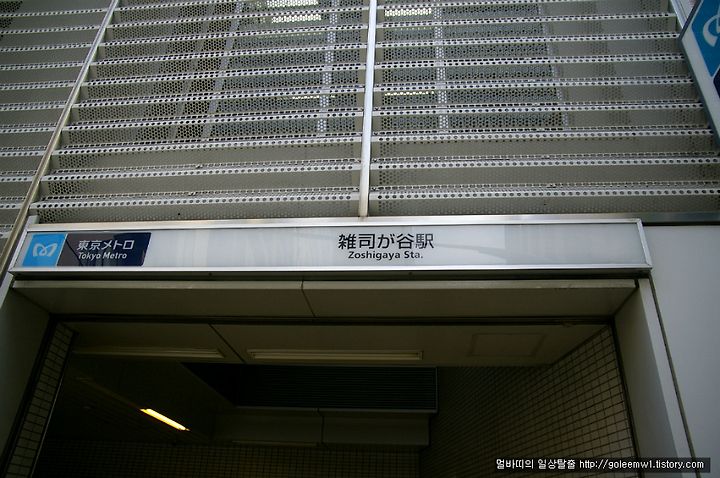 東京メトロ
Tokyo Metro
雑司が谷駅
Zoshigaya Sta.
멀바띠의 일상탈출 http://goleemw1.tistory.com